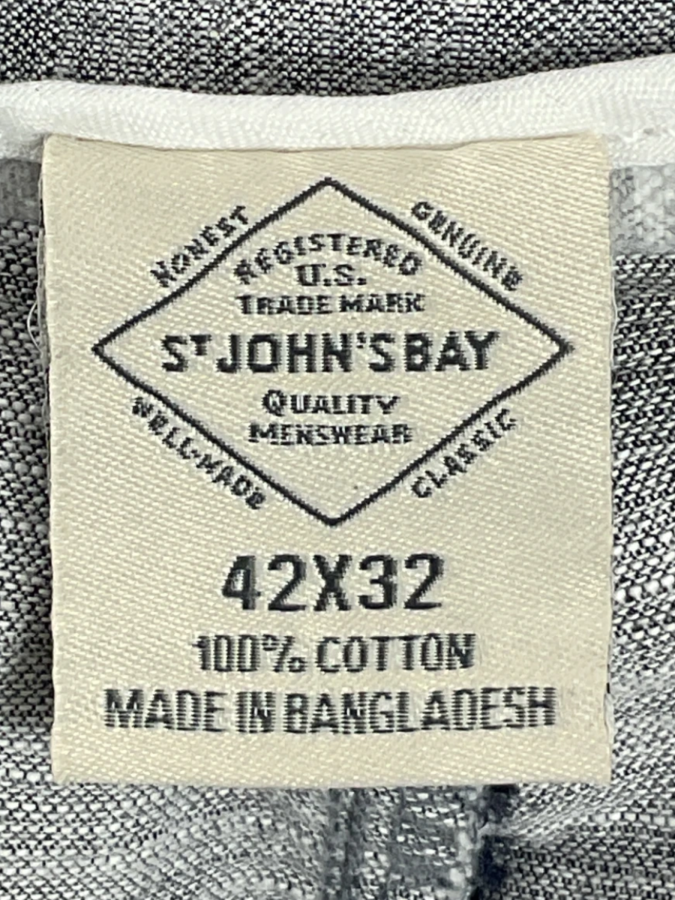 HONEST
GENUINE
REGISTERED
U.S.
TRADE MARK
ST JOHN'S BAY
QUALITY
MENSWEAR
WELL-MADE
CLASSIC
42X32
100% COTTON
MADE IN BANGLADESH